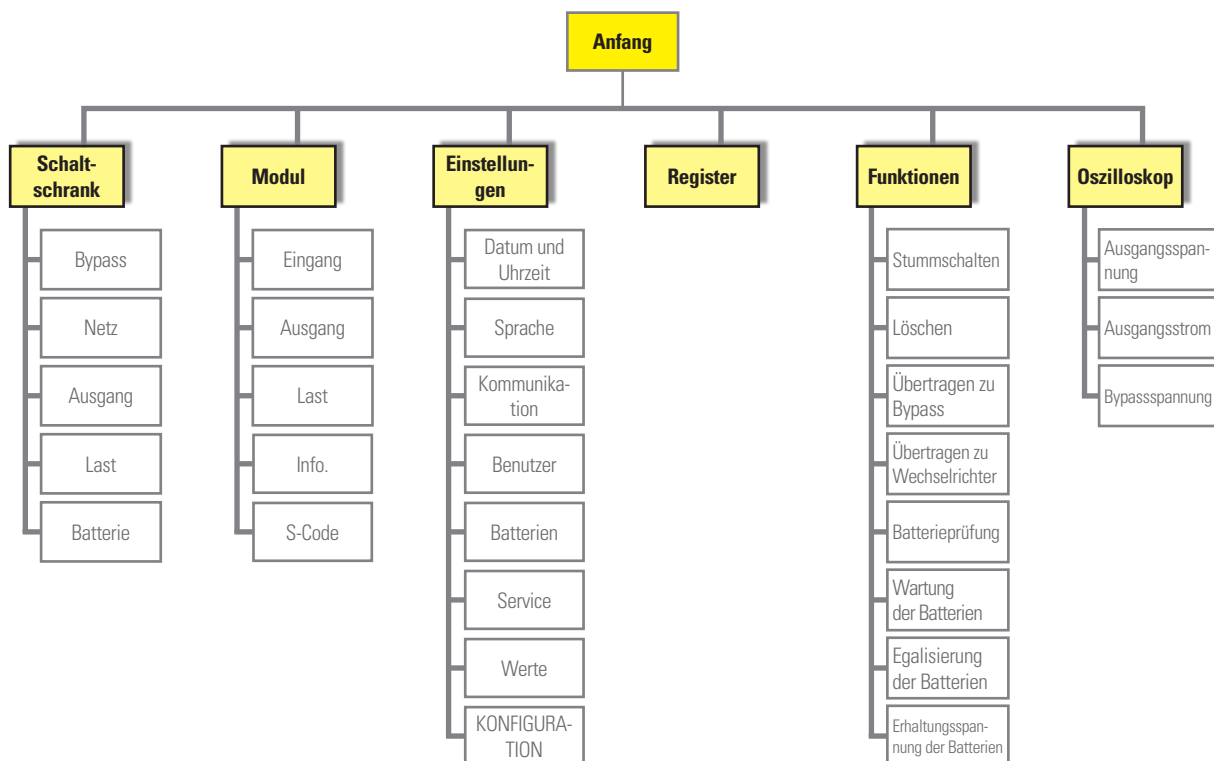 Anfang
Schalt-
schrank
Bypass
Netz
Ausgang
Last
Batterie
Modul
Eingang
Ausgang
Last
Info.
S-Code
Einstellun-
gen
Datum und
Uhrzeit
Sprache
Kommunika-
tion
Benutzer
Batterien
Service
Werte
KONFIGURA-
TION
Register
Funktionen
Stummschalten
Löschen
Übertragen zu
Bypass
Übertragen zu
Wechselrichter
Batterieprüfung
Wartung
der Batterien
Egalisierung
der Batterien
Erhaltungsspan-
nung der Batterien
Oszilloskop
Ausgangsspan-
nung
Ausgangsstrom
Bypassspannung